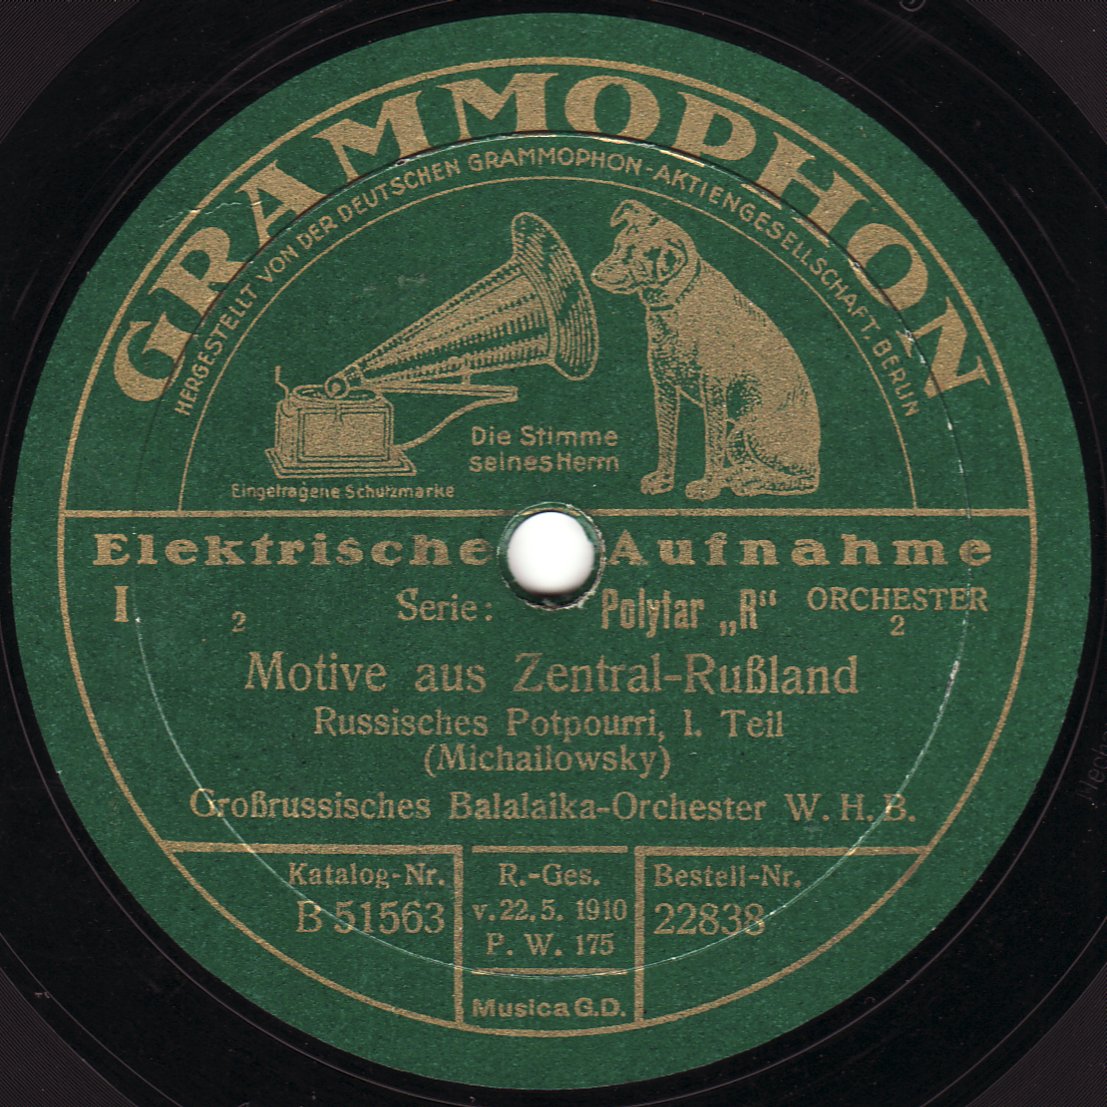 GRAMMOPHON
HERGESTELLT VON DER DEUTSCHEN GRAMMOPHON-AKTIENGESELLSCHAFT. BERLIN
Die Stimme
seines Herrn
Eingetragene Schutzmarke
Elektrische Aufnahme
I 2 Serie: Polyfar „R“ ORCHESTER
2
Motive aus Zentral-Rußland
Russisches Potpourri, I. Teil
(Michailowsky)
Großrussisches Balalaika-Orchester W. H. B.
Katalog-Nr.
B 51563
R.-Ges.
v. 22. 5. 1910
P. W. 175
Bestell-Nr.
22838
Musica G.D.